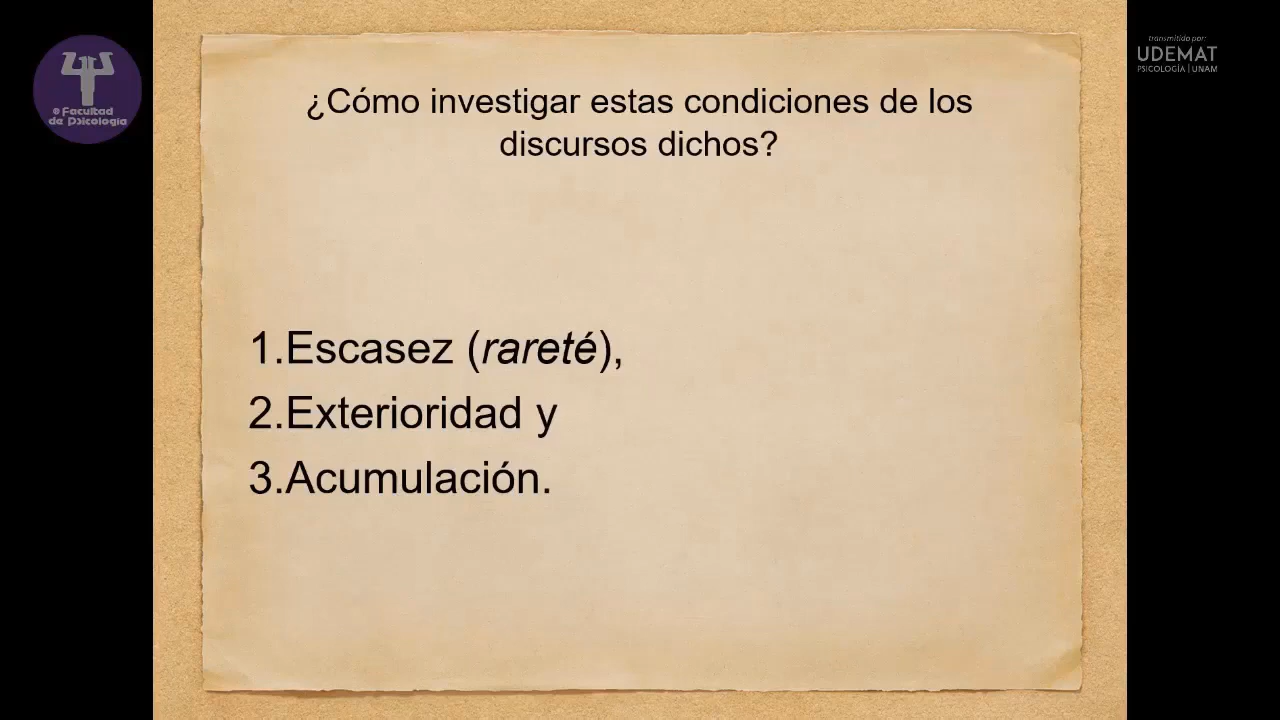 transmitido por:
UDEMAT
PSICOLOGÍA | UNAM
© Facultad
de Psicología
¿Cómo investigar estas condiciones de los
discursos dichos?
1.Escasez (rareté),
2.Exterioridad y
3.Acumulación.